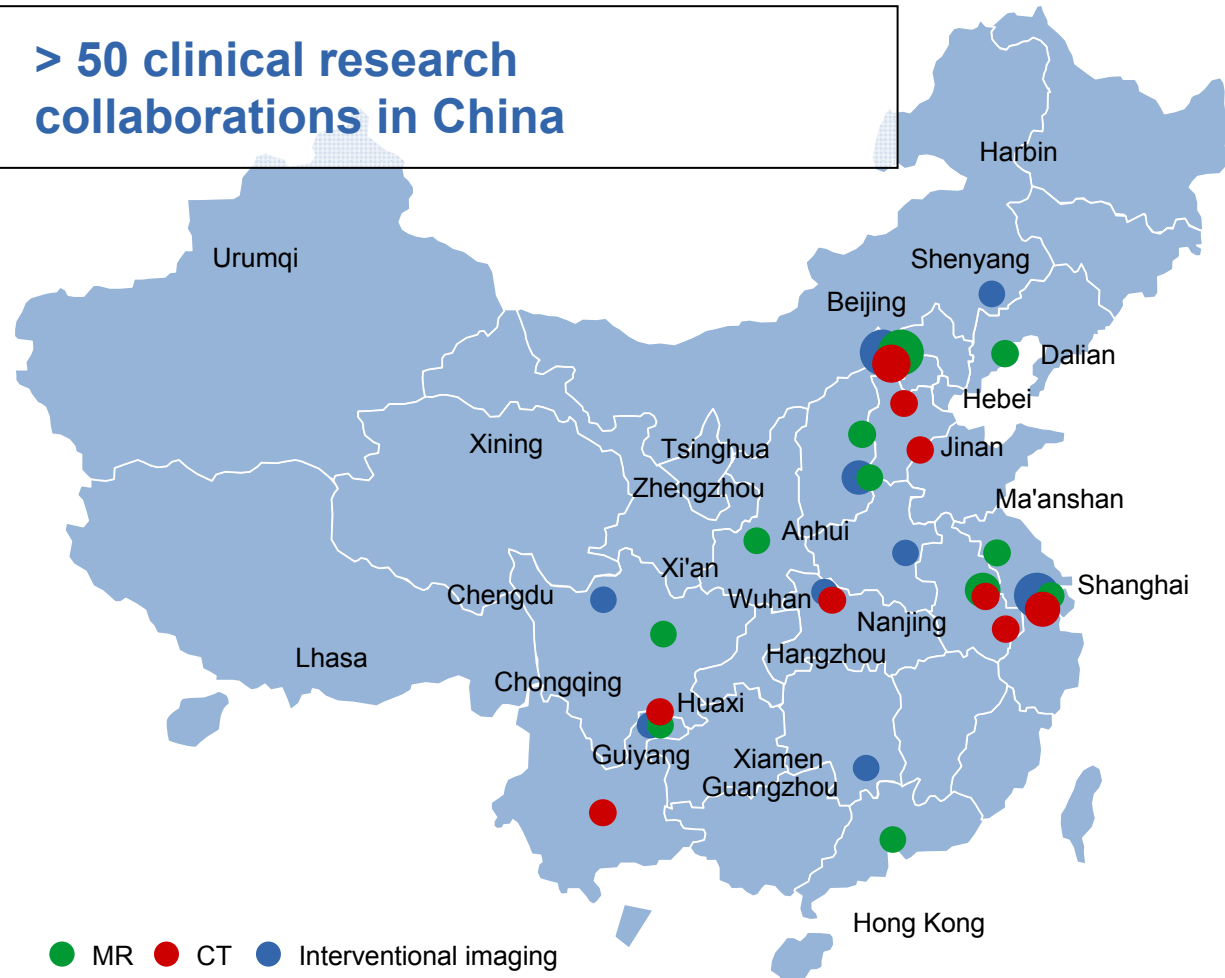 > 50 clinical research
collaborations in China
Harbin
Urumqi
Shenyang
Beijing
Dalian
Hebei
Xining
Tsinghua
Jinan
Zhengzhou
Ma'anshan
Anhui
Xi'an
Chengdu
Wuhan
Shanghai
Nanjing
Lhasa
Hangzhou
Chongqing
Huaxi
Guiyang
Xiamen
Guangzhou
Hong Kong
MR CT Interventional imaging